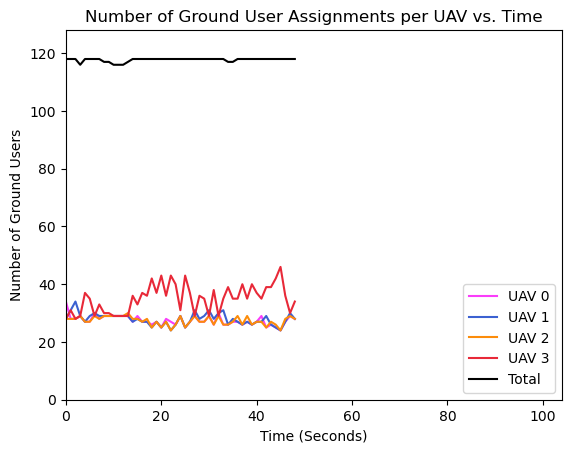 Number of Ground User Assignments per UAV vs. Time
120
100
80
60
40
20
0
Number of Ground Users
0 20 40 60 80 100
Time (Seconds)
UAV 0
UAV 1
UAV 2
UAV 3
Total